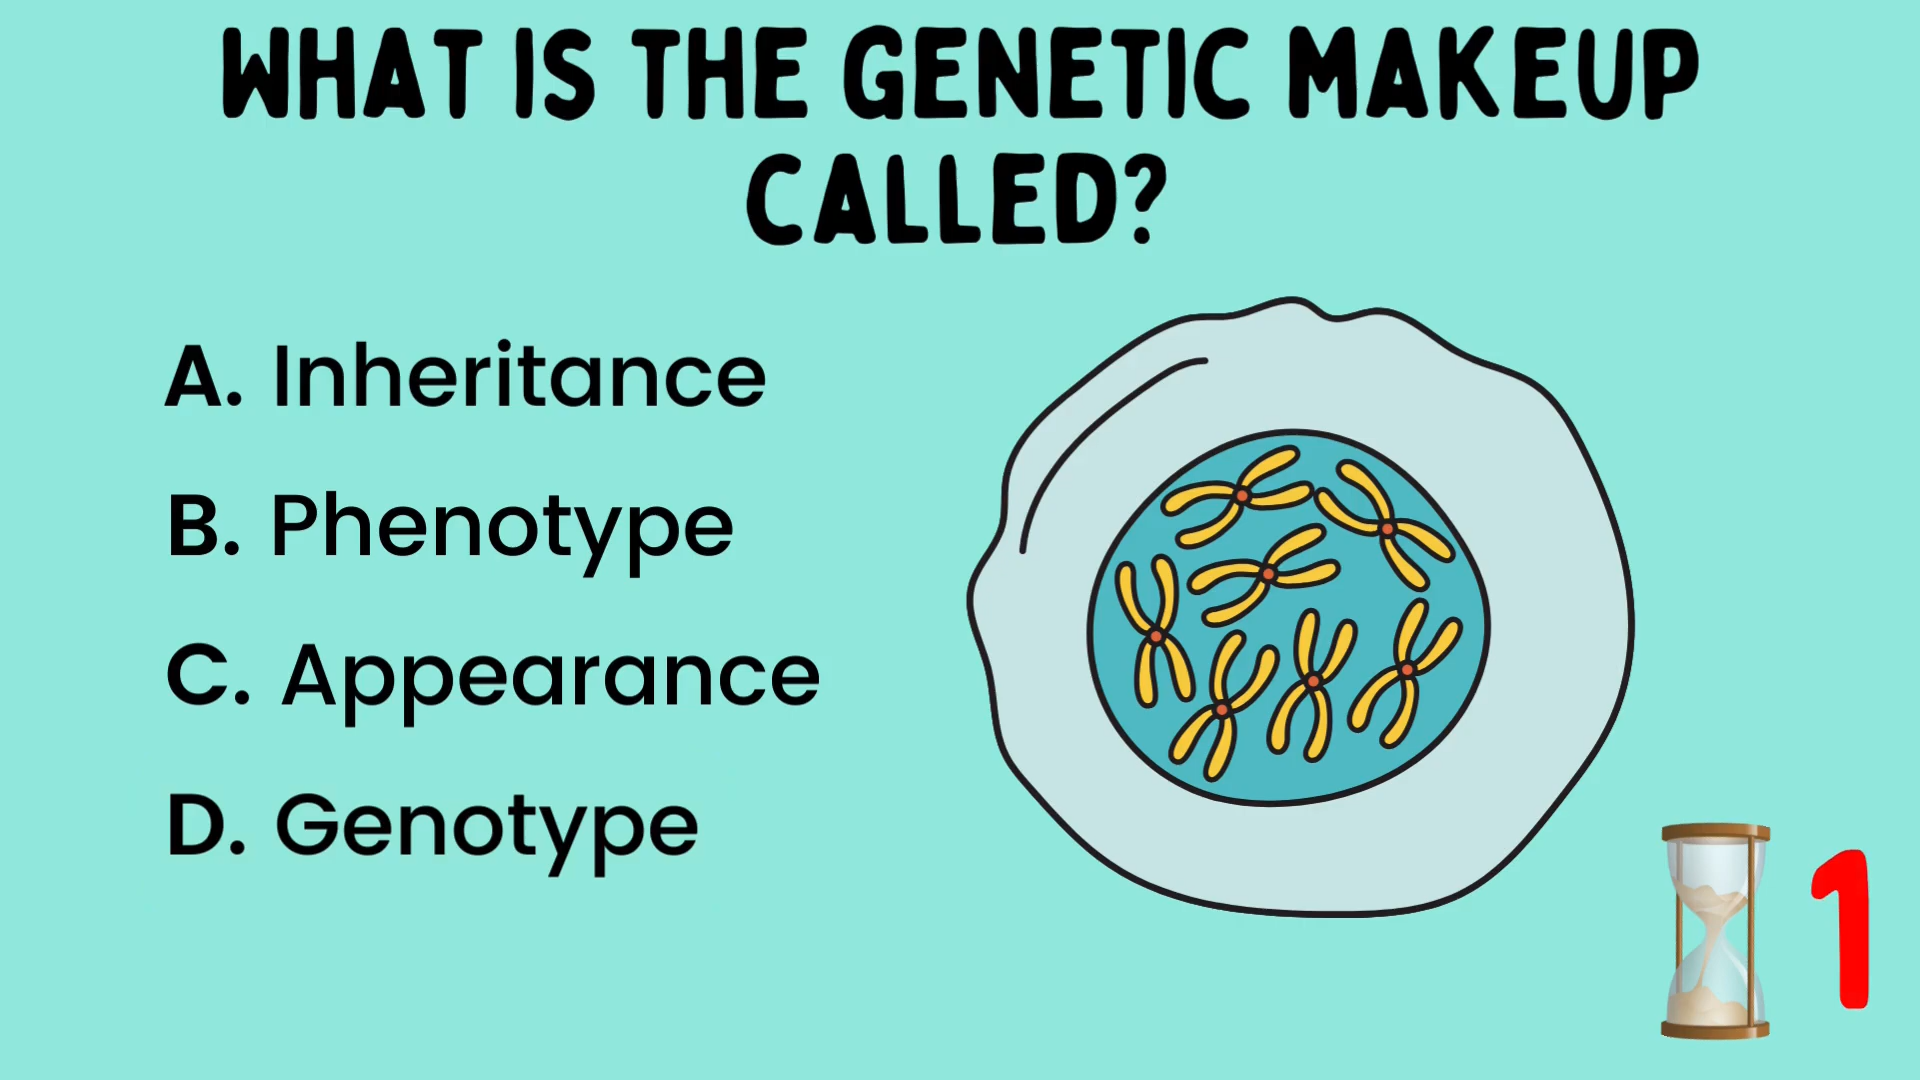 WHAT IS THE GENETIC MAKEUP
CALLED?
A. Inheritance
B. Phenotype
C. Appearance
D. Genotype
1